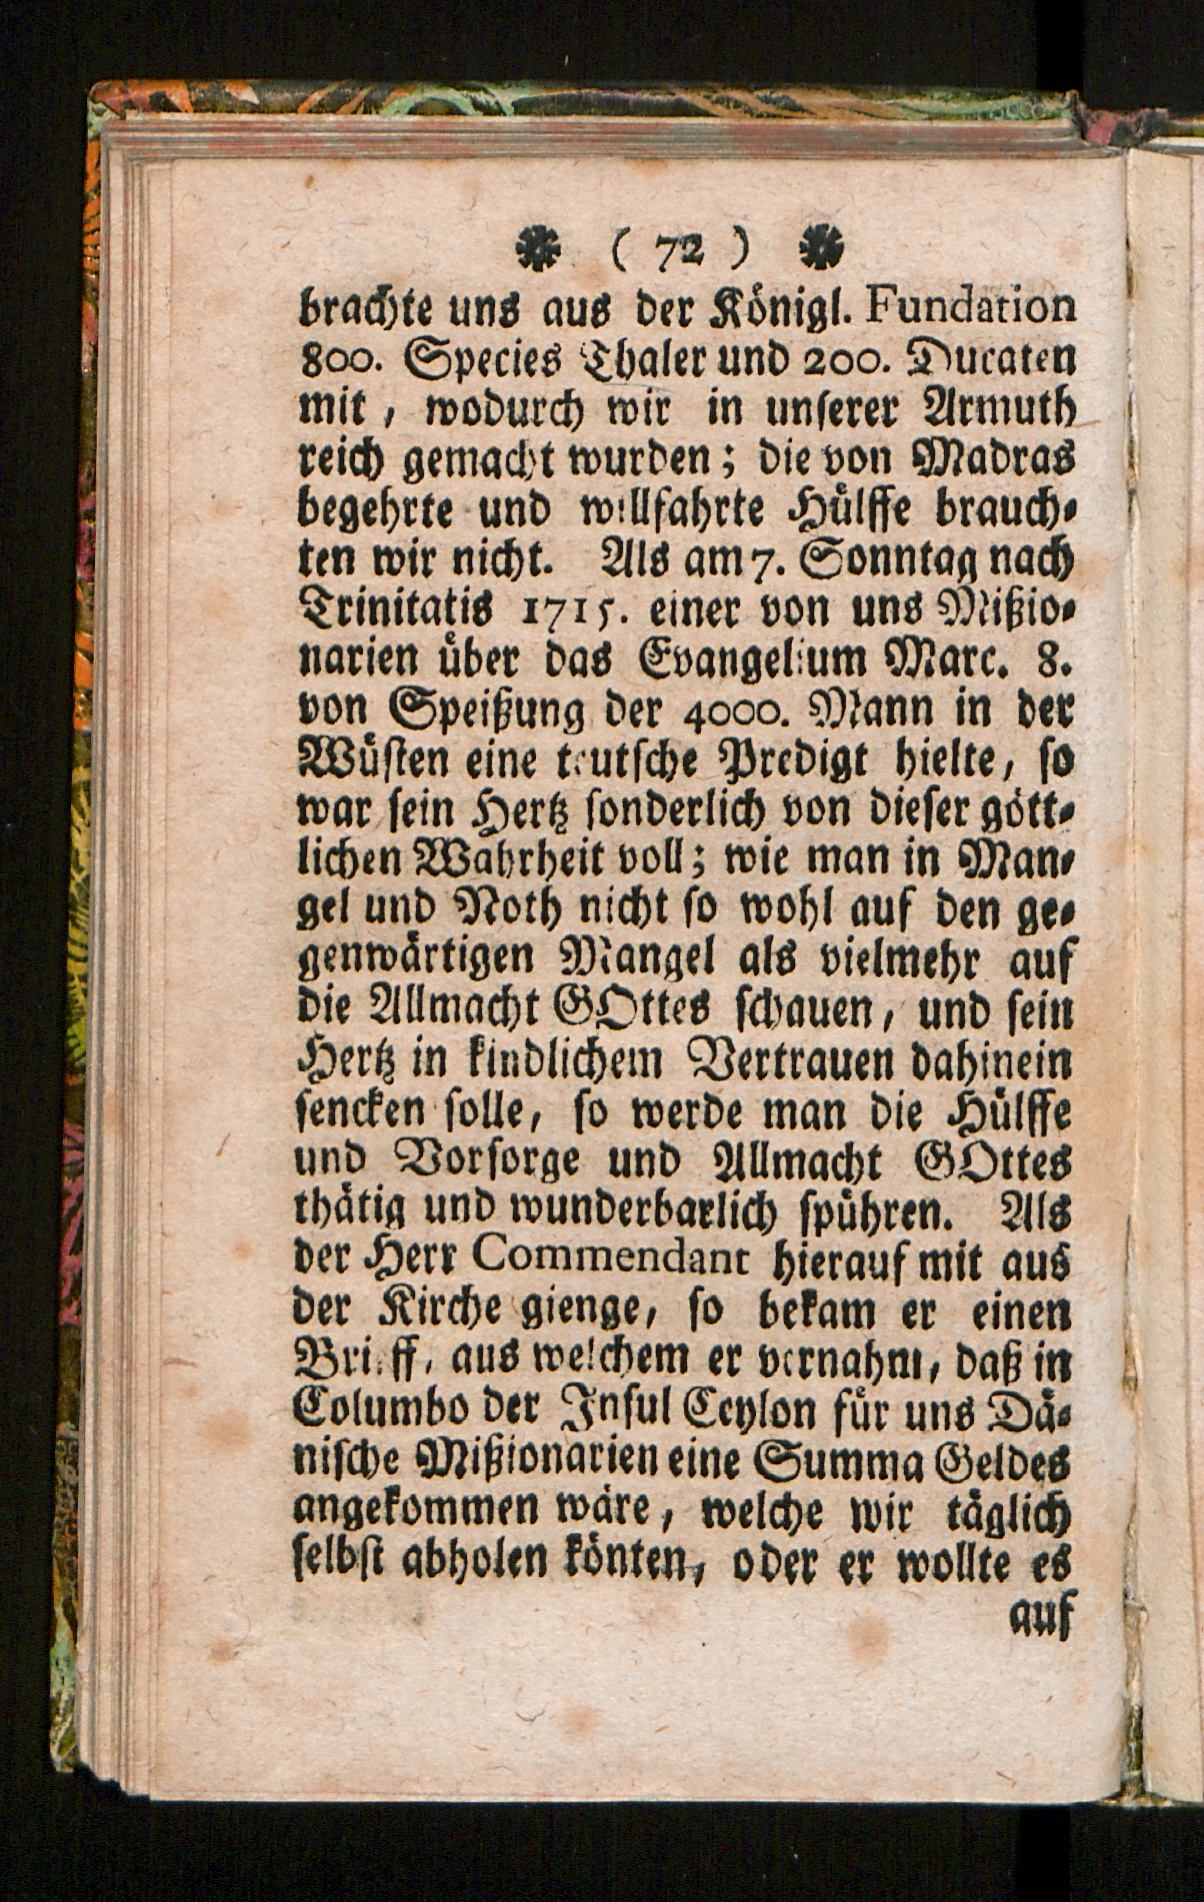 ❋ ( 72 ) ❋
brachte uns aus der Königl. Fundation
800. Species Thaler und 200. Ducaten
mit, wodurch wir in unserer Armuth
reich gemacht wurden; die von Madras
begehrte und willfahrte Hülffe brauch-
ten wir nicht. Als am 7. Sonntag nach
Trinitatis 1715. einer von uns Mißio-
narien über das Evangelium Marc. 8.
von Speißung der 4000. Mann in der
Wüsten eine teutsche Predigt hielte, so
war sein Hertz sonderlich von dieser gött-
lichen Wahrheit voll; wie man in Man-
gel und Noth nicht so wohl auf den ge-
genwärtigen Mangel als vielmehr auf
die Allmacht GOttes schauen, und sein
Hertz in kindlichem Vertrauen dahinein
sencken solle, so werde man die Hülffe
und Vorsorge und Allmacht GOttes
thätig und wunderbarlich spühren. Als
der Herr Commendant hierauf mit aus
der Kirche gienge, so bekam er einen
Brieff, aus welchem er vernahm, daß in
Columbo der Insul Ceylon für uns Dä-
nische Mißionarien eine Summa Geldes
angekommen wäre, welche wir täglich
selbst abholen könten, oder er wollte es
auf